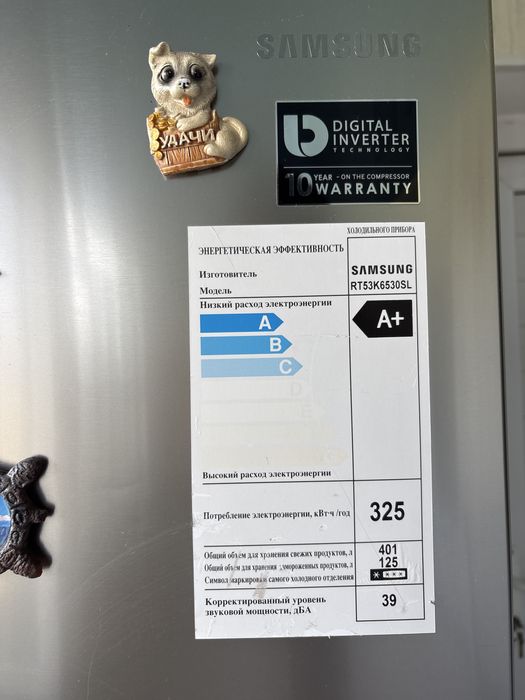 SAMSUNG
УДАЧИ
DIGITAL
INVERTER
TECHNOLOGY
10 YEAR - ON THE COMPRESSOR
WARRANTY
ХОЛОДИЛЬНОГО ПРИБОРА
ЭНЕРГЕТИЧЕСКАЯ ЭФФЕКТИВНОСТЬ
Изготовитель SAMSUNG
Модель RT53K6530SL
Низкий расход электроэнергии
A A+
B
C
D
E
Высокий расход электроэнергии
Потребление электроэнергии, кВт·ч /год 325
Общий объем для хранения свежих продуктов, л 401
Общий объем для хранения замороженных продуктов, л 125
Символ маркировки самого холодного отделения
Корректированный уровень 39
звуковой мощности, дБА